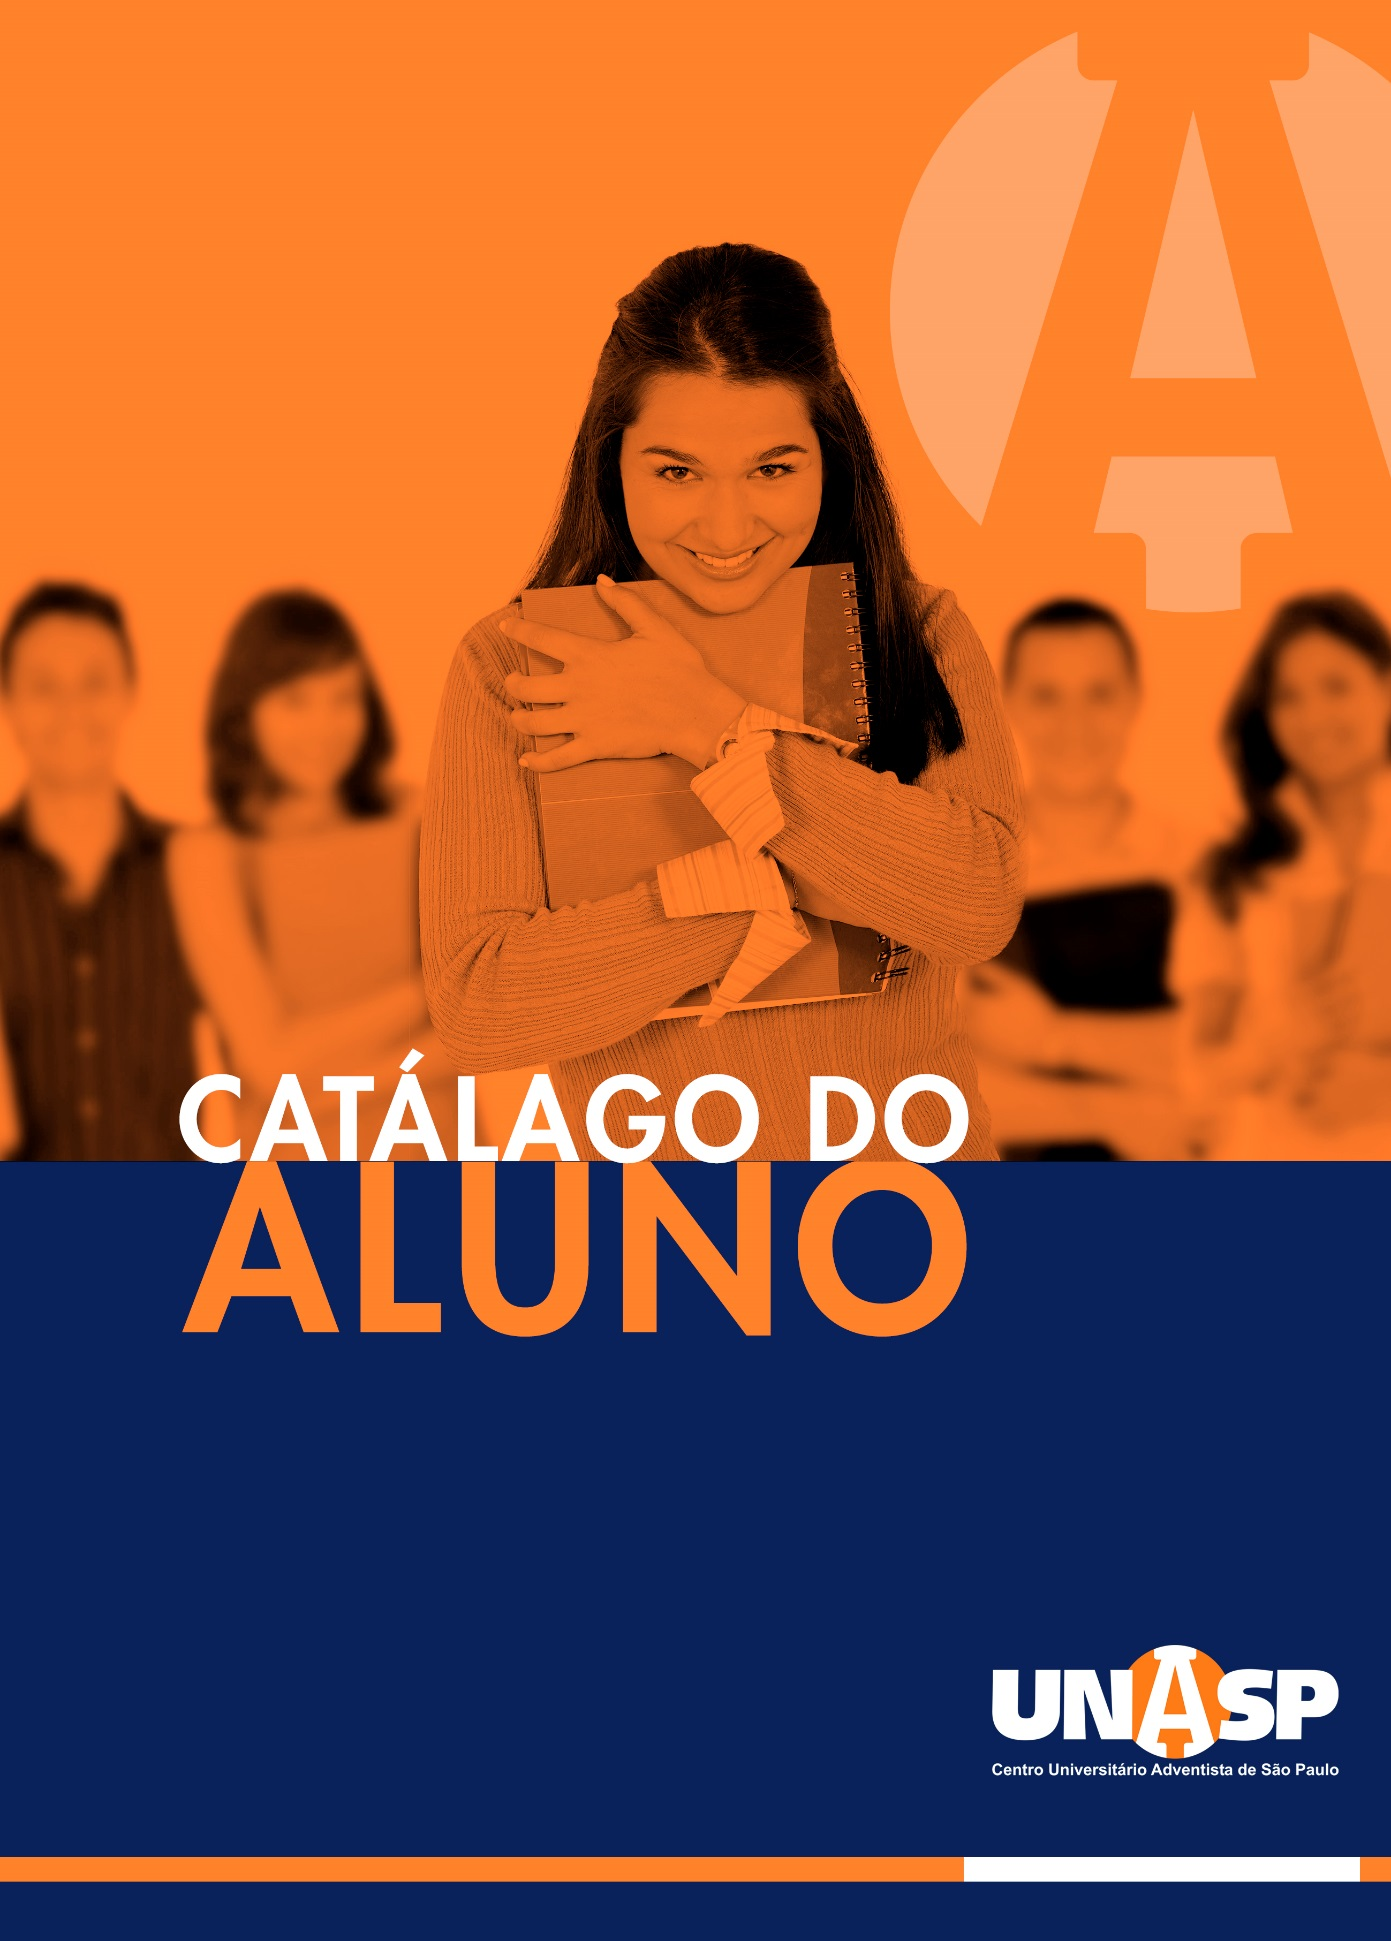 CATÁLAGO DO
ALUNO
UNASP
Centro Universitário Adventista de São Paulo